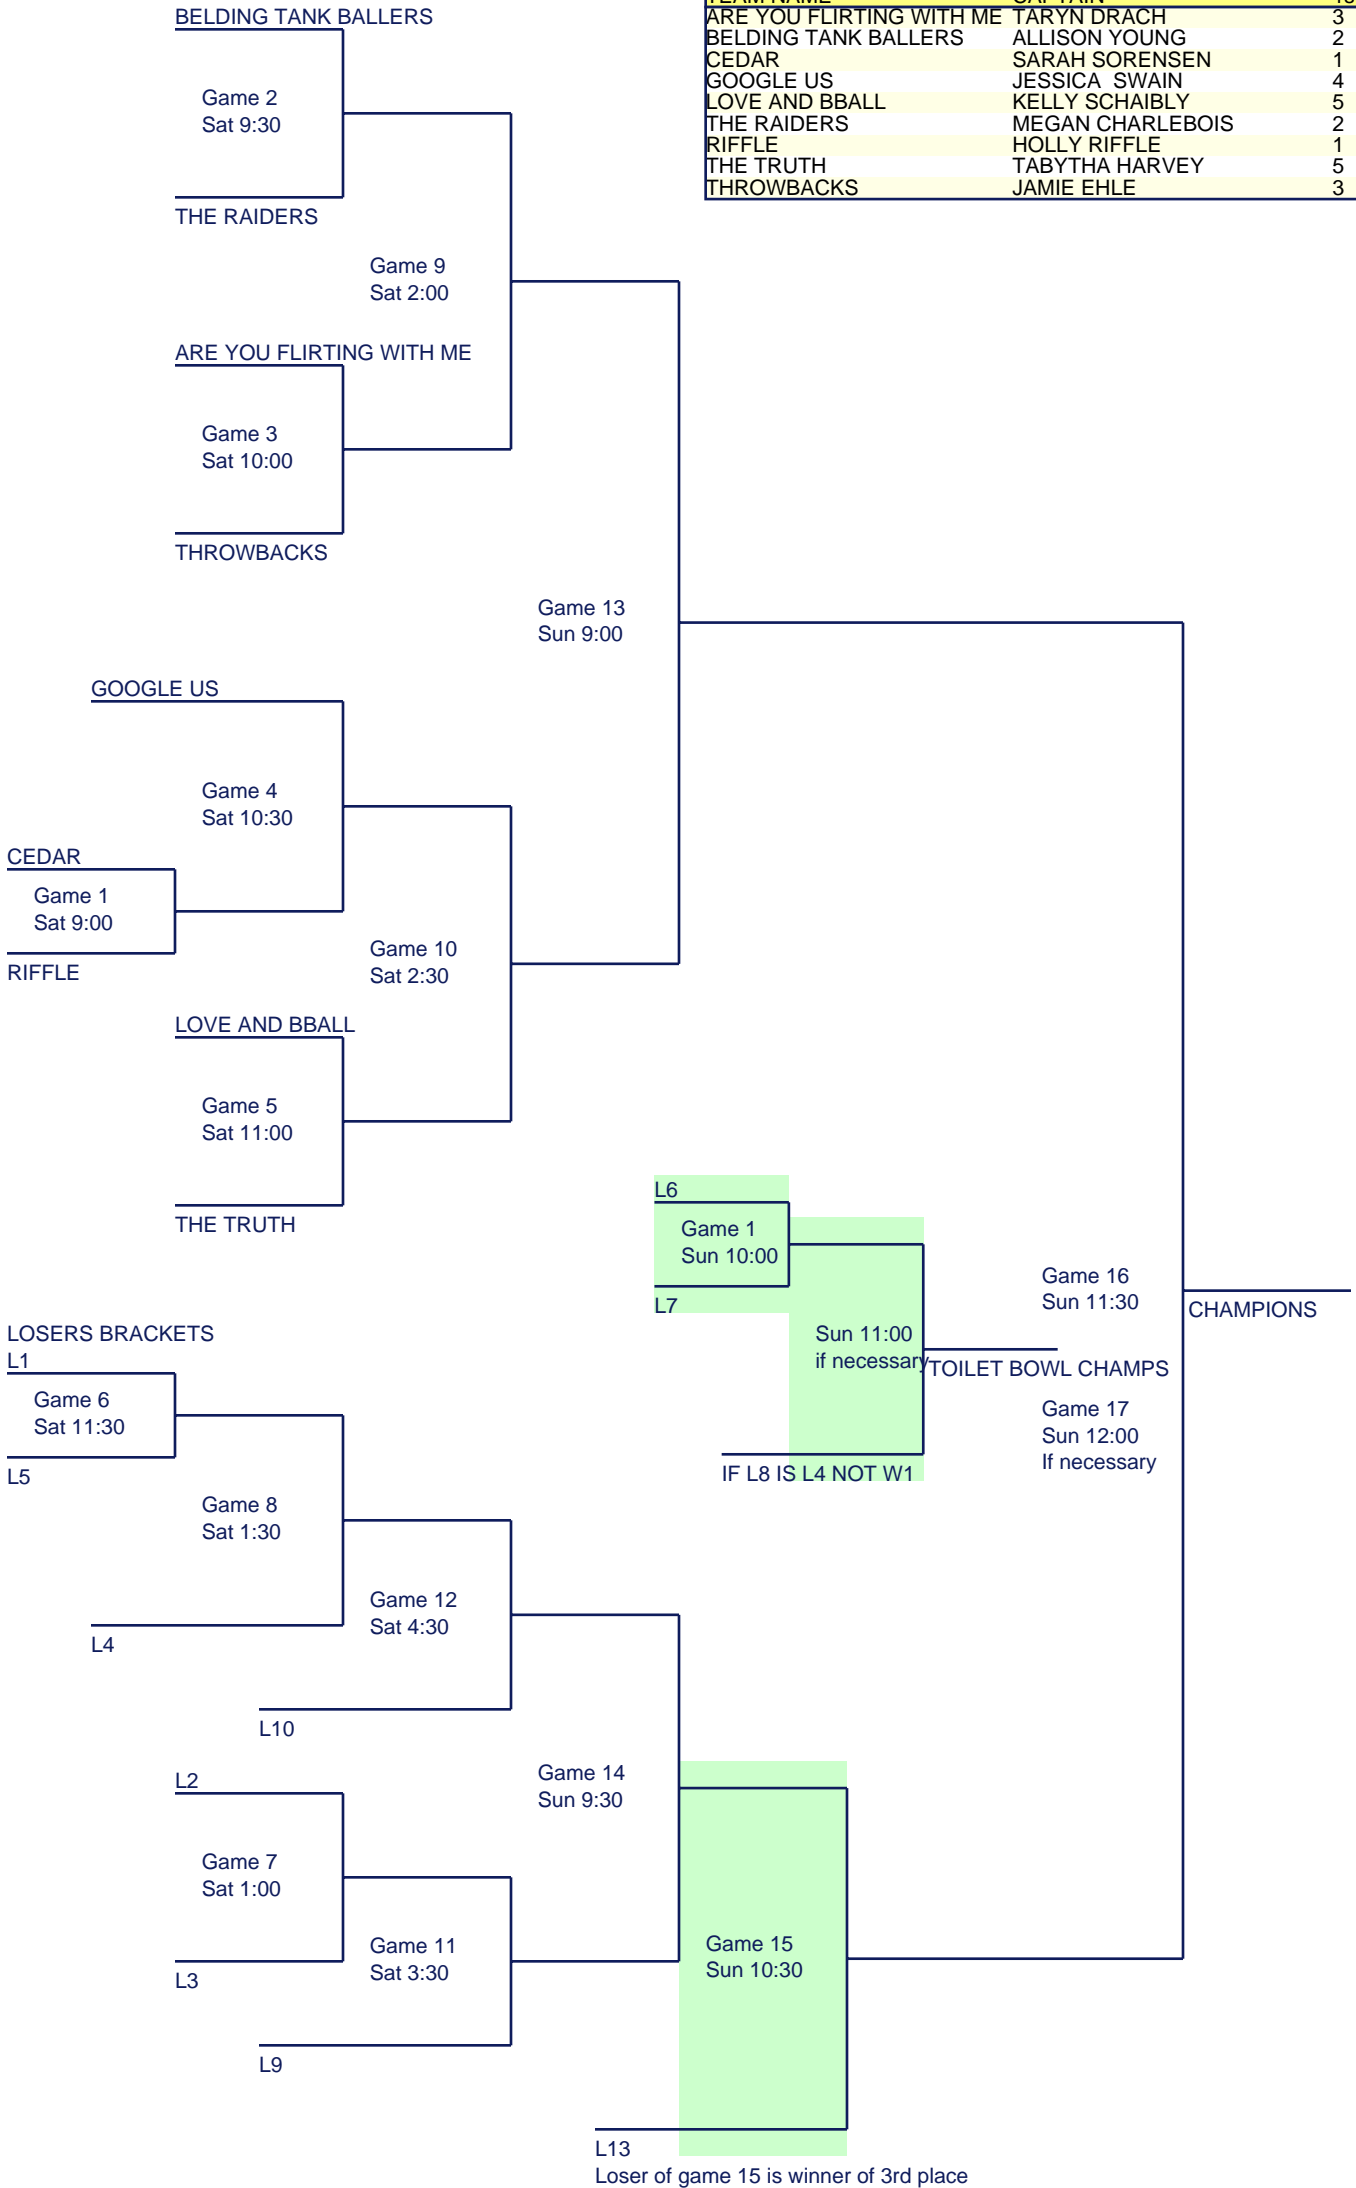 BELDING TANK BALLERS
TEAM NAME CAPTAIN
ARE YOU FLIRTING WITH ME TARYN DRACH 3
BELDING TANK BALLERS ALLISON YOUNG 2
CEDAR SARAH SORENSEN 1
GOOGLE US JESSICA SWAIN 4
LOVE AND BBALL KELLY SCHAIBLY 5
THE RAIDERS MEGAN CHARLEBOIS 2
RIFFLE HOLLY RIFFLE 1
THE TRUTH TABYTHA HARVEY 5
THROWBACKS JAMIE EHLE 3
Game 2
Sat 9:30
THE RAIDERS
Game 9
Sat 2:00
ARE YOU FLIRTING WITH ME
Game 3
Sat 10:00
THROWBACKS
Game 13
Sun 9:00
GOOGLE US
Game 4
Sat 10:30
CEDAR
Game 1
Sat 9:00
RIFFLE
Game 10
Sat 2:30
LOVE AND BBALL
Game 5
Sat 11:00
THE TRUTH
L6
Game 1
Sun 10:00
L7
Sun 11:00
if necessary
TOILET BOWL CHAMPS
IF L8 IS L4 NOT W1
Game 16
Sun 11:30
CHAMPIONS
Game 17
Sun 12:00
If necessary
LOSERS BRACKETS
L1
Game 6
Sat 11:30
L5
Game 8
Sat 1:30
L4
Game 12
Sat 4:30
L10
Game 14
Sun 9:30
L2
Game 7
Sat 1:00
L3
Game 11
Sat 3:30
L9
Game 15
Sun 10:30
L13
Loser of game 15 is winner of 3rd place